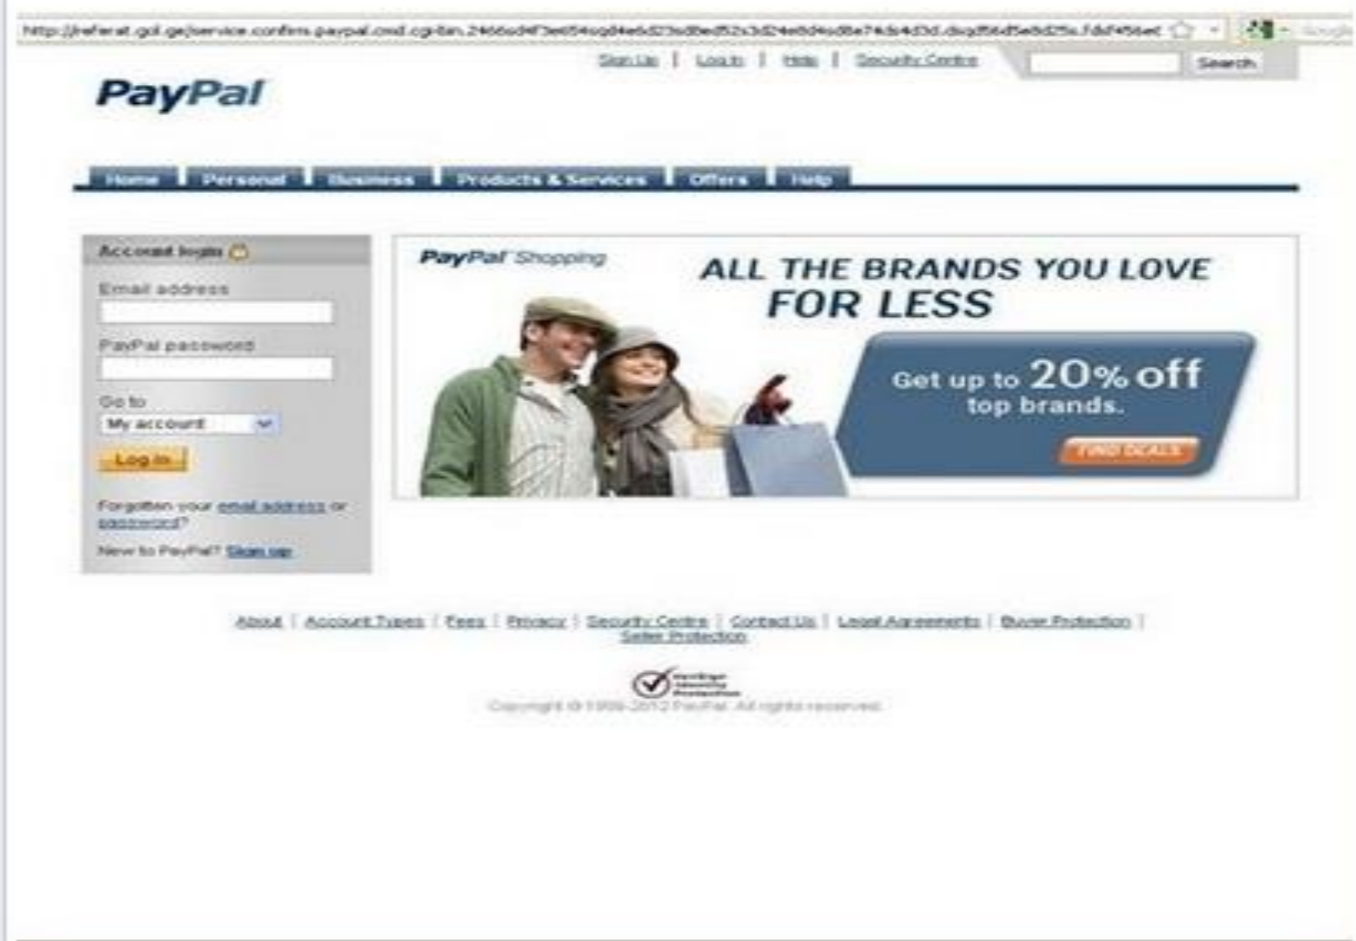 Sign Up | Log In | Help | Security Centre
Search
PayPal
Home Personal Business Products & Services Offers Help
Account login
Email address
PayPal password
Go to
My account
Log In
Forgotten your email address or
password?
New to PayPal? Sign up
PayPal Shopping
ALL THE BRANDS YOU LOVE
FOR LESS
Get up to 20% off
top brands.
FIND DEALS
About | Account Types | Fees | Privacy | Security Centre | Contact Us | Legal Agreements | Buyer Protection |
Seller Protection
VeriSign
Identity
Protection
Copyright © 1999-2012 PayPal. All rights reserved.